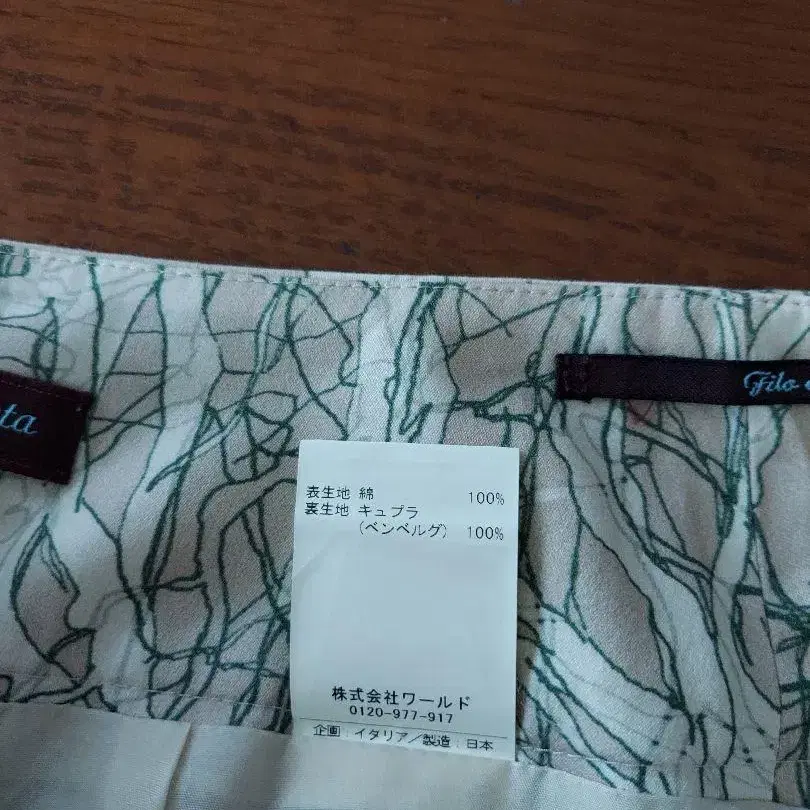 ta
Filo
表生地 綿 100%
裏生地 キュプラ
(ベンベルグ) 100%
株式会社ワールド
0120-977-917
企画:イタリア/製造:日本